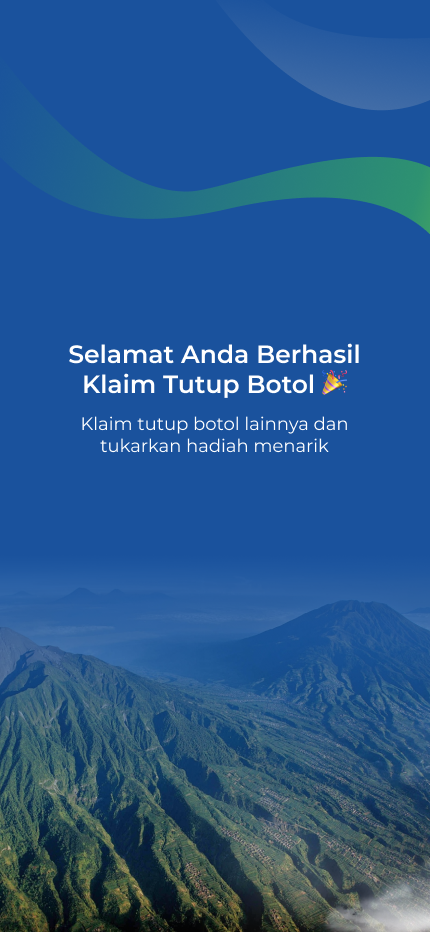 Selamat Anda Berhasil
Klaim Tutup Botol 🎉
Klaim tutup botol lainnya dan
tukarkan hadiah menarik